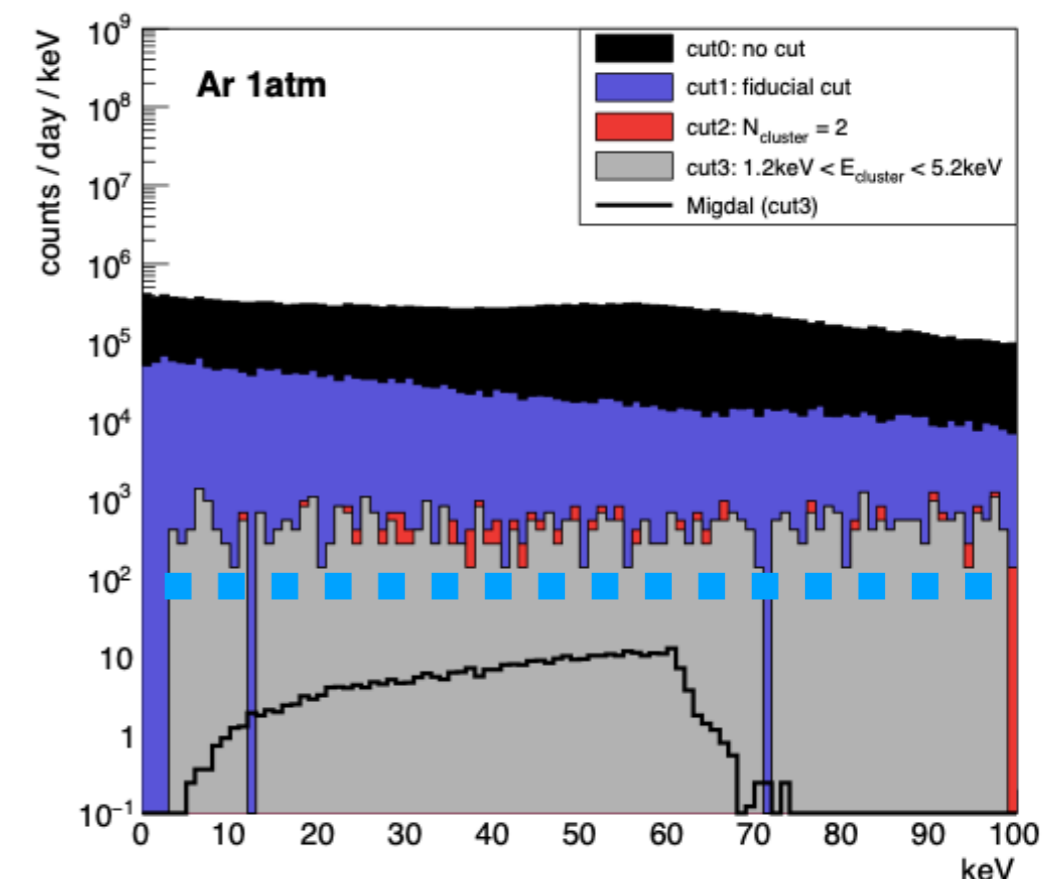 Ar 1atm
cut0: no cut
cut1: fiducial cut
cut2: N_cluster = 2
cut3: 1.2keV < E_cluster < 5.2keV
Migdal (cut3)
counts / day / keV
10⁹
10⁸
10⁷
10⁶
10⁵
10⁴
10³
10²
10
1
10⁻¹
0 10 20 30 40 50 60 70 80 90 100
keV